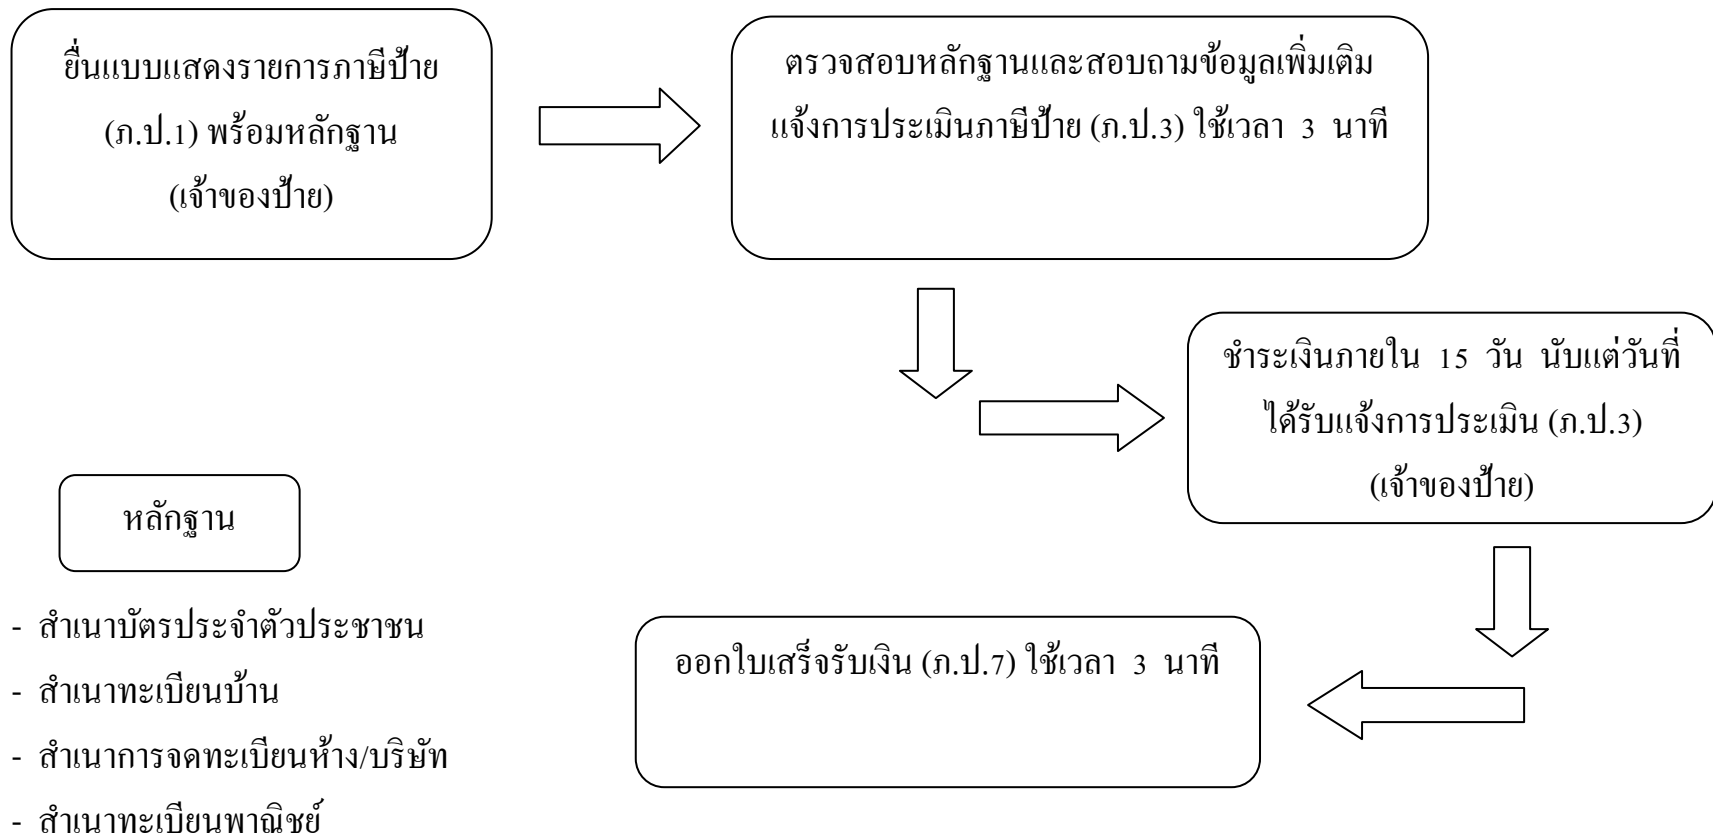 ยื่นแบบแสดงรายการภาษีป้าย
(ภ.ป.1) พร้อมหลักฐาน
(เจ้าของป้าย)
ตรวจสอบหลักฐานและสอบถามข้อมูลเพิ่มเติม
แจ้งการประเมินภาษีป้าย (ภ.ป.3) ใช้เวลา 3 นาที
ชำระเงินภายใน 15 วัน นับแต่วันที่
ได้รับแจ้งการประเมิน (ภ.ป.3)
(เจ้าของป้าย)
ออกใบเสร็จรับเงิน (ภ.ป.7) ใช้เวลา 3 นาที
หลักฐาน
- สำเนาบัตรประจำตัวประชาชน
- สำเนาทะเบียนบ้าน
- สำเนาการจดทะเบียนห้าง/บริษัท
- สำเนาทะเบียนพาณิชย์